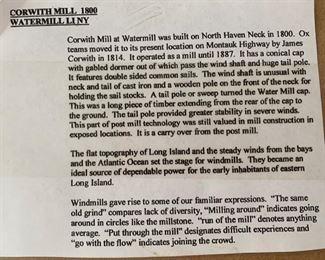 CORWITH MILL 1800
WATERMILL LI NY
Corwith Mill at Watermill was built on North Haven Neck in 1800. Ox
teams moved it to its present location on Montauk Highway by James
Corwith in 1814. It operated as a mill until 1887. It has a conical cap
with gabled dormer out of which pass the wind shaft and huge tail pole.
It features double sided common sails. The wind shaft is unusual with
neck and tail of cast iron and a wooden pole on the front of the neck for
holding the sail stocks. A tail pole or sweep turned the Water Mill cap.
This was a long piece of timber extending from the rear of the cap to
the ground. The tail pole provided greater stability in severe winds.
This part of post mill technology was still valued in mill construction in
exposed locations. It is a carry over from the post mill.
The flat topography of Long Island and the steady winds from the bays
and the Atlantic Ocean set the stage for windmills. They became an
ideal source of dependable power for the early inhabitants of eastern
Long Island.
Windmills gave rise to some of our familiar expressions. "The same
old grind" compares lack of diversity, "Milling around" indicates going
around in circles like the millstone. "run of the mill" denotes anything
average. "Put through the mill" designates difficult experiences and
"go with the flow" indicates joining the crowd.